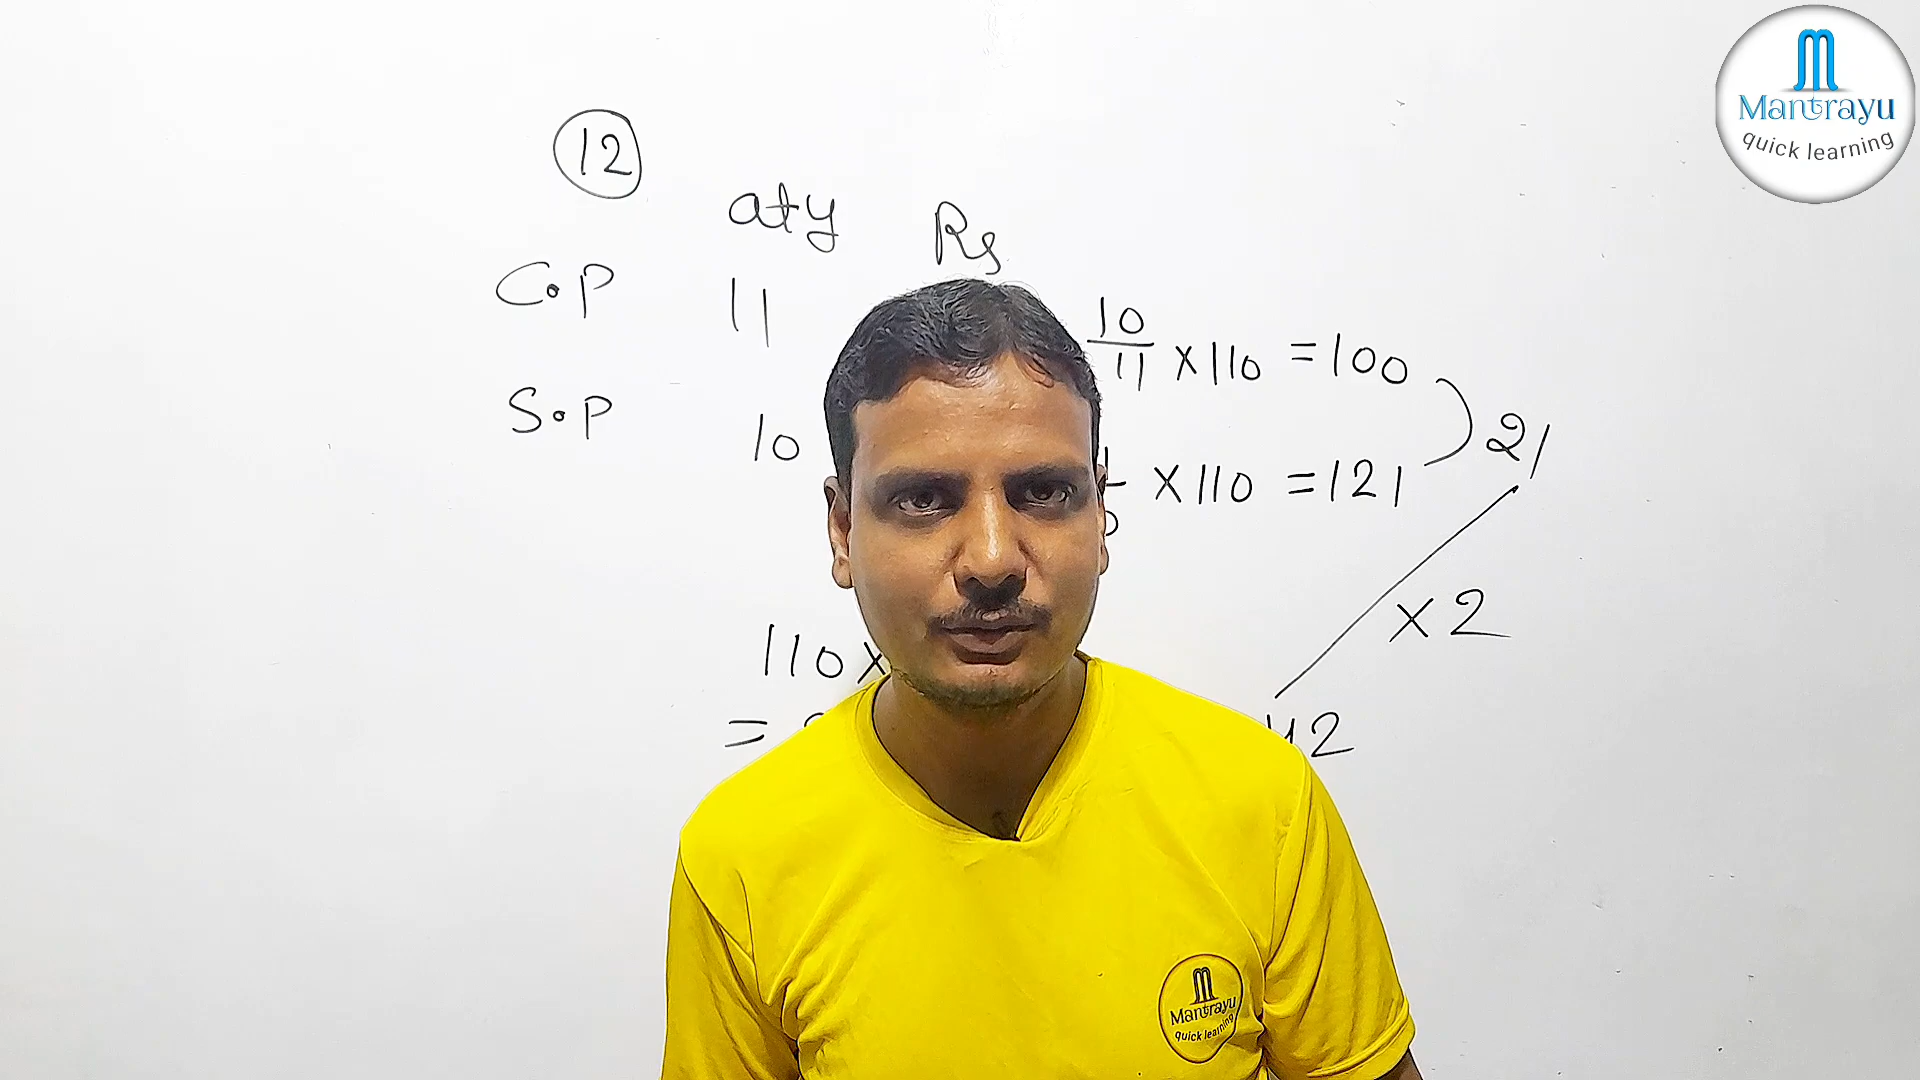 m
Mantrayu
quick learning
12
aty Rs
C.P 11 10/11 x 110 = 100
S.P 10 x 110 = 121
21
x 2
110 x
= 42
m
Mantrayu
quick learning